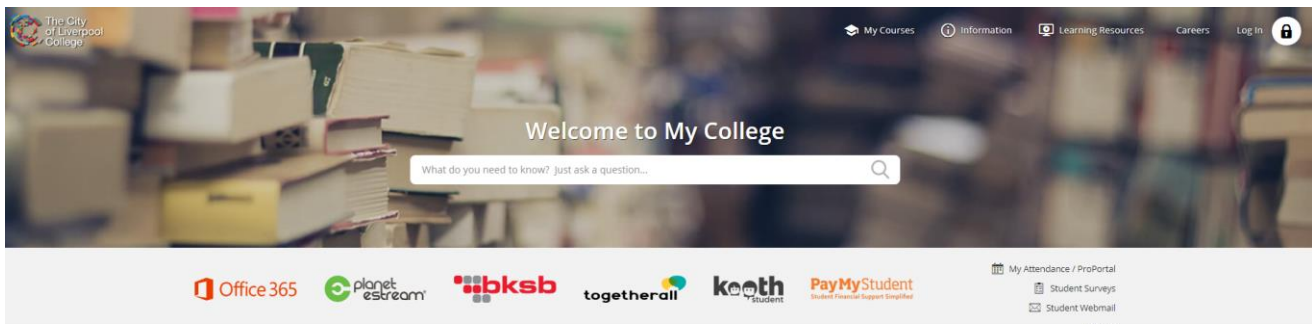 The City
of Liverpool
College
My Courses
Information
Learning Resources
Careers
Log In
Welcome to My College
What do you need to know? Just ask a question...
Office 365
planet
estream
bksb
togetherall
kooth
student
PayMyStudent
Student Financial Support Simplified
My Attendance / ProPortal
Student Surveys
Student Webmail